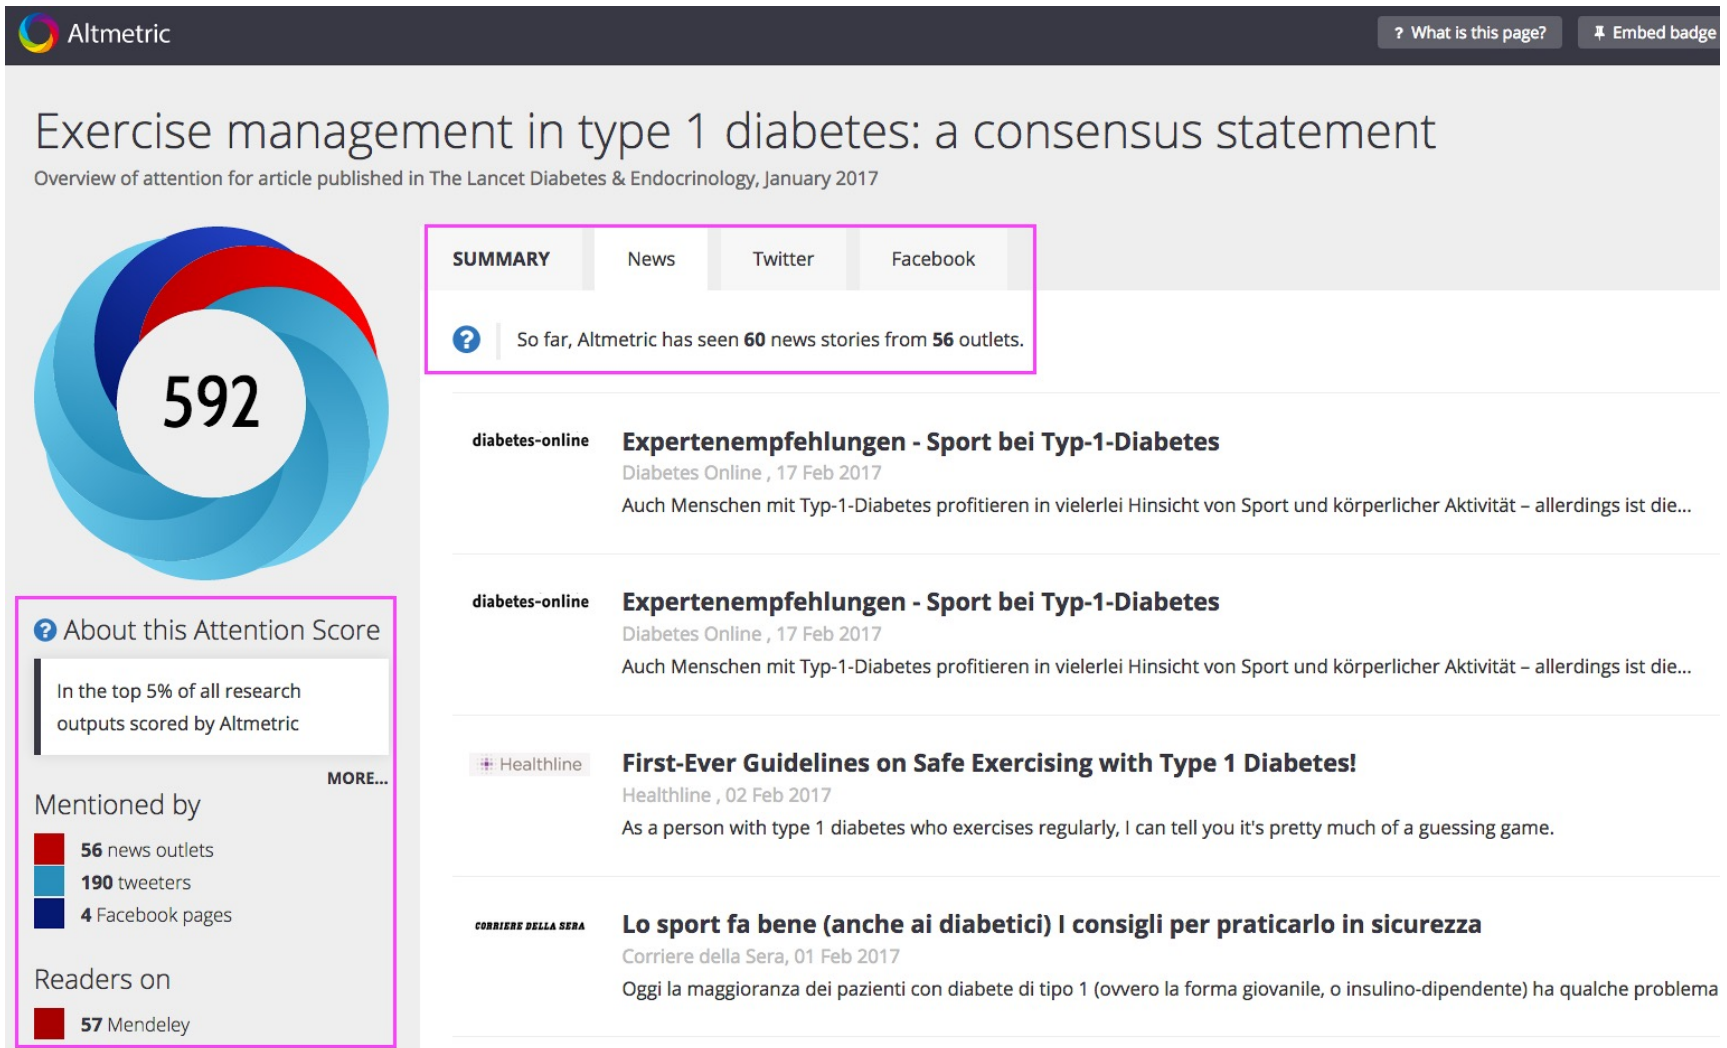 Altmetric
? What is this page?
Embed badge
Exercise management in type 1 diabetes: a consensus statement
Overview of attention for article published in The Lancet Diabetes & Endocrinology, January 2017
592
? About this Attention Score
In the top 5% of all research
outputs scored by Altmetric
MORE...
Mentioned by
56 news outlets
190 tweeters
4 Facebook pages
Readers on
57 Mendeley
SUMMARY News Twitter Facebook
? So far, Altmetric has seen 60 news stories from 56 outlets.
diabetes-online
Expertenempfehlungen - Sport bei Typ-1-Diabetes
Diabetes Online , 17 Feb 2017
Auch Menschen mit Typ-1-Diabetes profitieren in vielerlei Hinsicht von Sport und körperlicher Aktivität – allerdings ist die...
diabetes-online
Expertenempfehlungen - Sport bei Typ-1-Diabetes
Diabetes Online , 17 Feb 2017
Auch Menschen mit Typ-1-Diabetes profitieren in vielerlei Hinsicht von Sport und körperlicher Aktivität – allerdings ist die...
Healthline
First-Ever Guidelines on Safe Exercising with Type 1 Diabetes!
Healthline , 02 Feb 2017
As a person with type 1 diabetes who exercises regularly, I can tell you it's pretty much of a guessing game.
CORRIERE DELLA SERA
Lo sport fa bene (anche ai diabetici) I consigli per praticarlo in sicurezza
Corriere della Sera, 01 Feb 2017
Oggi la maggioranza dei pazienti con diabete di tipo 1 (ovvero la forma giovanile, o insulino-dipendente) ha qualche problema